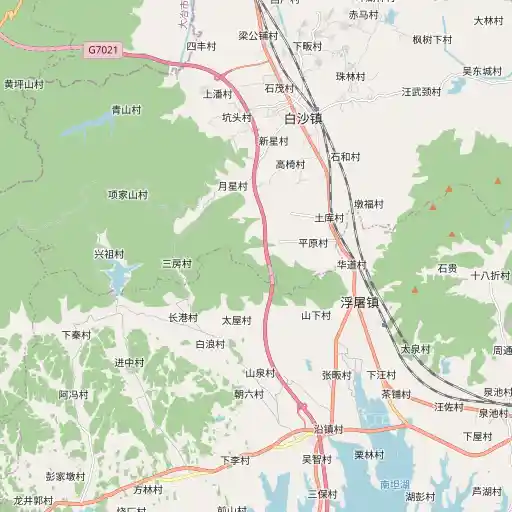 大冶市
梁公铺村
赤马村
大林村
四丰村
下畈村
枫树下村
G7021
黄坪山村
上潘村
石茂村
珠林村
吴东城村
汪武颈村
青山村
坑头村
白沙镇
新星村
高椅村
石和村
月星村
项家山村
墩福村
土库村
平原村
兴祖村
三房村
华道村
石贵
十八折村
浮屠镇
长港村
太屋村
山下村
下秦村
白浪村
太泉村
周通
进中村
山泉村
张畈村
下汪村
阿冯村
朝六村
茶铺村
汪佐村
泉池村
泉池村
沿镇村
下屋村
下李村
吴智村
栗林村
彭家墩村
方林村
南坦湖
龙井郭村
三保村
湖彭村
芦湖村
前山村